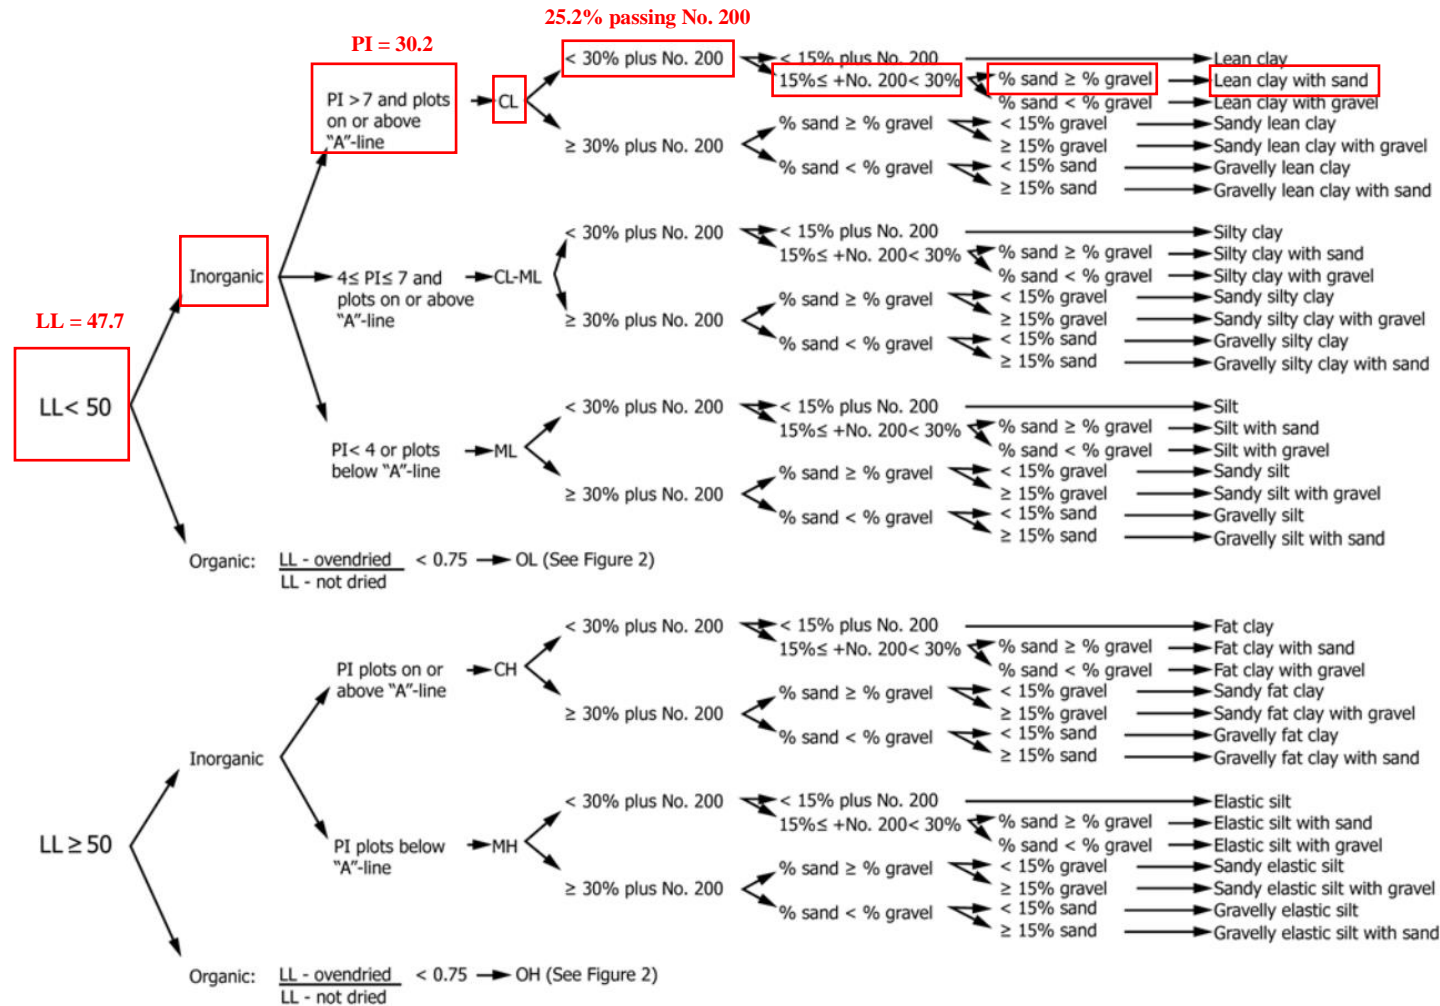 25.2% passing No. 200
PI = 30.2
< 30% plus No. 200
< 15% plus No. 200
Lean clay
15%≤ +No. 200< 30%
% sand ≥ % gravel
Lean clay with sand
PI >7 and plots
on or above
"A"-line
CL
% sand < % gravel
Lean clay with gravel
≥ 30% plus No. 200
% sand ≥ % gravel
< 15% gravel
Sandy lean clay
≥ 15% gravel
Sandy lean clay with gravel
% sand < % gravel
< 15% sand
Gravelly lean clay
≥ 15% sand
Gravelly lean clay with sand
LL = 47.7
LL< 50
Inorganic
4≤ PI≤ 7 and
plots on or above
"A"-line
CL-ML
< 30% plus No. 200
< 15% plus No. 200
Silty clay
15%≤ +No. 200< 30%
% sand ≥ % gravel
Silty clay with sand
% sand < % gravel
Silty clay with gravel
≥ 30% plus No. 200
% sand ≥ % gravel
< 15% gravel
Sandy silty clay
≥ 15% gravel
Sandy silty clay with gravel
% sand < % gravel
< 15% sand
Gravelly silty clay
≥ 15% sand
Gravelly silty clay with sand
PI< 4 or plots
below "A"-line
ML
< 30% plus No. 200
< 15% plus No. 200
Silt
15%≤ +No. 200< 30%
% sand ≥ % gravel
Silt with sand
% sand < % gravel
Silt with gravel
≥ 30% plus No. 200
% sand ≥ % gravel
< 15% gravel
Sandy silt
≥ 15% gravel
Sandy silt with gravel
% sand < % gravel
< 15% sand
Gravelly silt
≥ 15% sand
Gravelly silt with sand
Organic:
LL - ovendried
LL - not dried
< 0.75
OL (See Figure 2)
LL ≥ 50
Inorganic
PI plots on or
above "A"-line
CH
< 30% plus No. 200
< 15% plus No. 200
Fat clay
15%≤ +No. 200< 30%
% sand ≥ % gravel
Fat clay with sand
% sand < % gravel
Fat clay with gravel
≥ 30% plus No. 200
% sand ≥ % gravel
< 15% gravel
Sandy fat clay
≥ 15% gravel
Sandy fat clay with gravel
% sand < % gravel
< 15% sand
Gravelly fat clay
≥ 15% sand
Gravelly fat clay with sand
PI plots below
"A"-line
MH
< 30% plus No. 200
< 15% plus No. 200
Elastic silt
15%≤ +No. 200< 30%
% sand ≥ % gravel
Elastic silt with sand
% sand < % gravel
Elastic silt with gravel
≥ 30% plus No. 200
% sand ≥ % gravel
< 15% gravel
Sandy elastic silt
≥ 15% gravel
Sandy elastic silt with gravel
% sand < % gravel
< 15% sand
Gravelly elastic silt
≥ 15% sand
Gravelly elastic silt with sand
Organic:
LL - ovendried
LL - not dried
< 0.75
OH (See Figure 2)